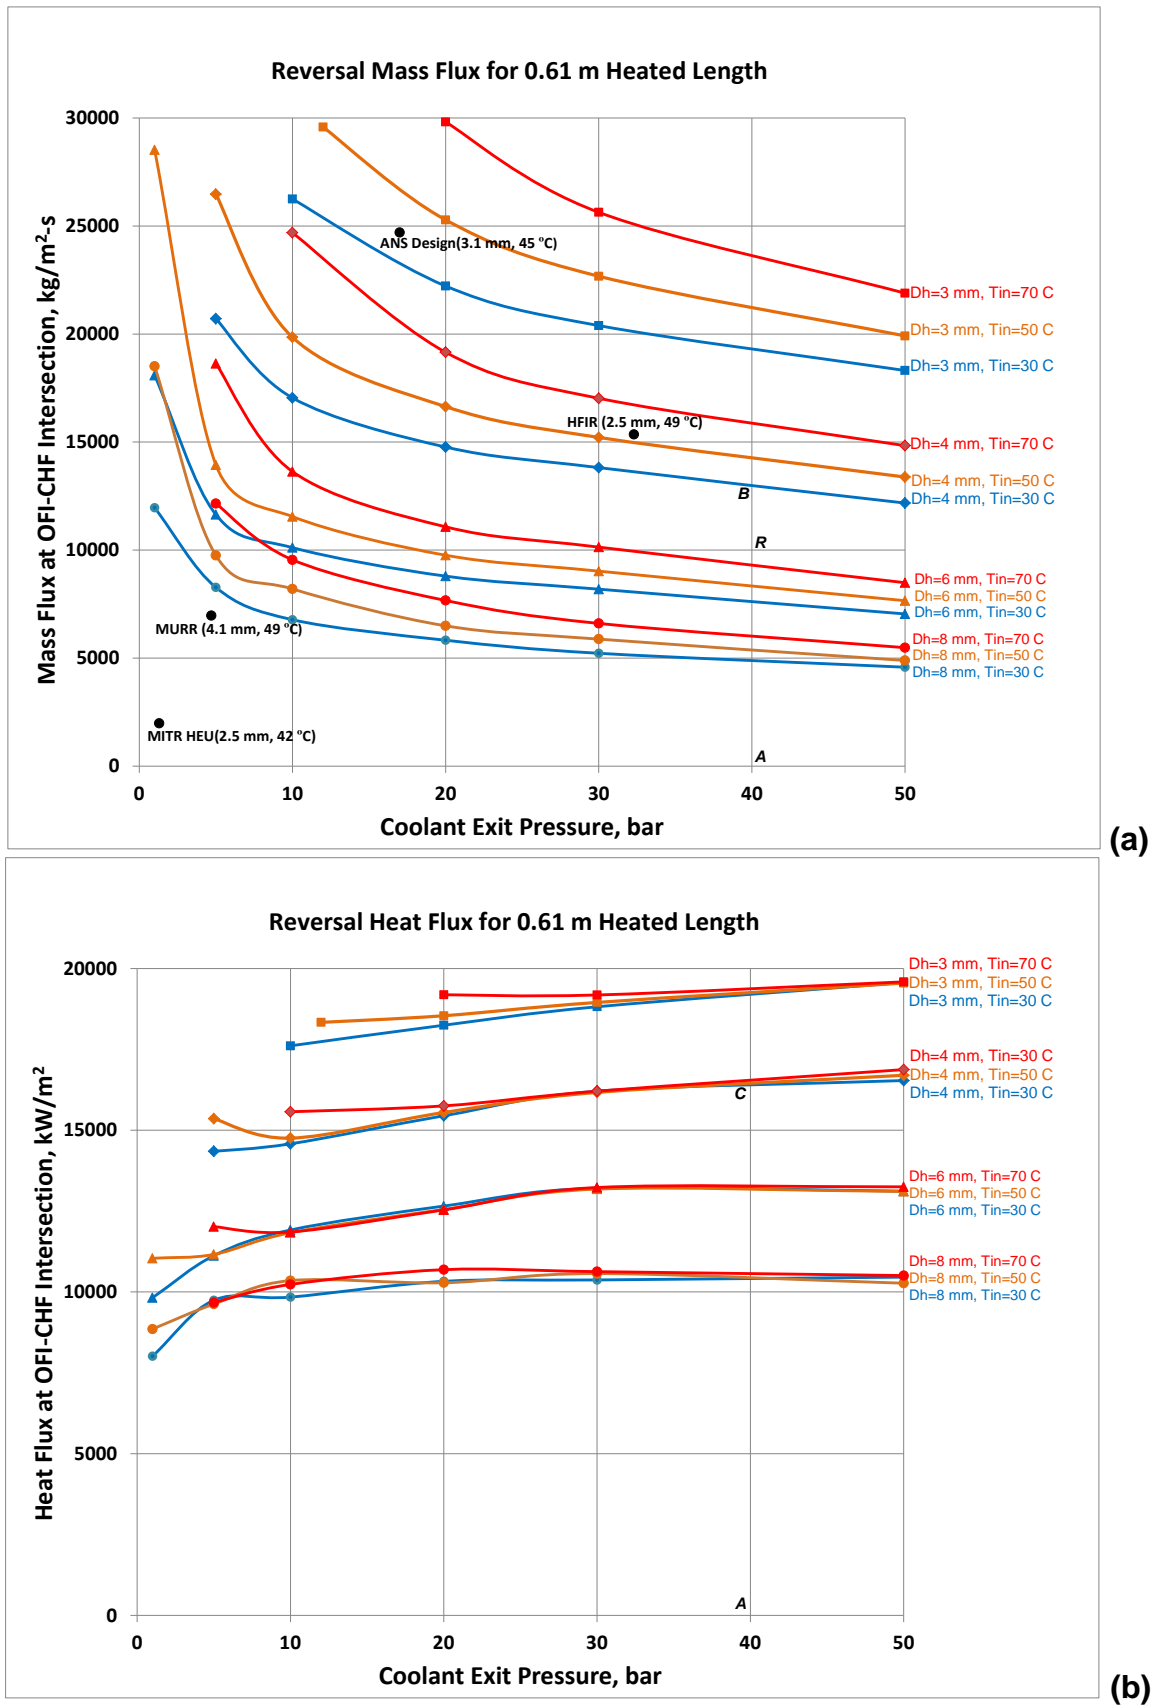 Reversal Mass Flux for 0.61 m Heated Length
Mass Flux at OFI-CHF Intersection, kg/m²-s
30000
25000
20000
15000
10000
5000
0
ANS Design(3.1 mm, 45 °C)
HFIR (2.5 mm, 49 °C)
MURR (4.1 mm, 49°C)
MITR HEU(2.5 mm, 42 °C)
B
R
A
Dh=3 mm, Tin=70 C
Dh=3 mm, Tin=50 C
Dh=3 mm, Tin=30 C
Dh=4 mm, Tin=70 C
Dh=4 mm, Tin=50 C
Dh=4 mm, Tin=30 C
Dh=6 mm, Tin=70 C
Dh=6 mm, Tin=50 C
Dh=6 mm, Tin=30 C
Dh=8 mm, Tin=70 C
Dh=8 mm, Tin=50 C
Dh=8 mm, Tin=30 C
0 10 20 30 40 50
Coolant Exit Pressure, bar
(a)
Reversal Heat Flux for 0.61 m Heated Length
Heat Flux at OFI-CHF Intersection, kW/m²
20000
15000
10000
5000
0
C
A
Dh=3 mm, Tin=70 C
Dh=3 mm, Tin=50 C
Dh=3 mm, Tin=30 C
Dh=4 mm, Tin=30 C
Dh=4 mm, Tin=50 C
Dh=4 mm, Tin=30 C
Dh=6 mm, Tin=70 C
Dh=6 mm, Tin=50 C
Dh=6 mm, Tin=30 C
Dh=8 mm, Tin=70 C
Dh=8 mm, Tin=50 C
Dh=8 mm, Tin=30 C
0 10 20 30 40 50
Coolant Exit Pressure, bar
(b)